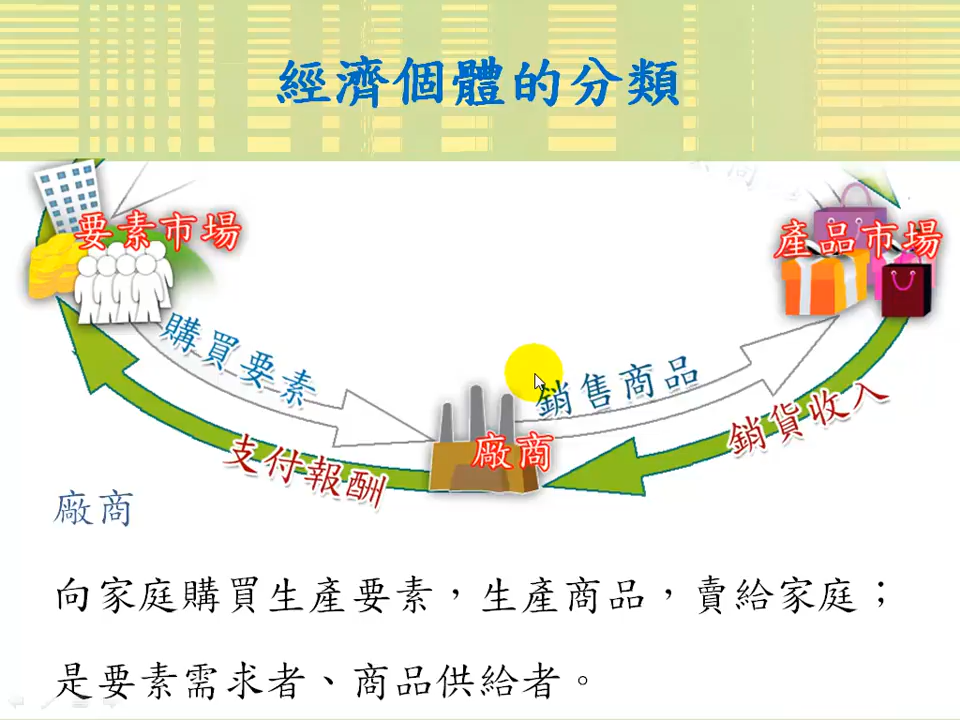 經濟個體的分類
要素市場
產品市場
購買要素
銷售商品
支付報酬
廠商
銷貨收入
廠商
向家庭購買生產要素，生產商品，賣給家庭；
是要素需求者、商品供給者。